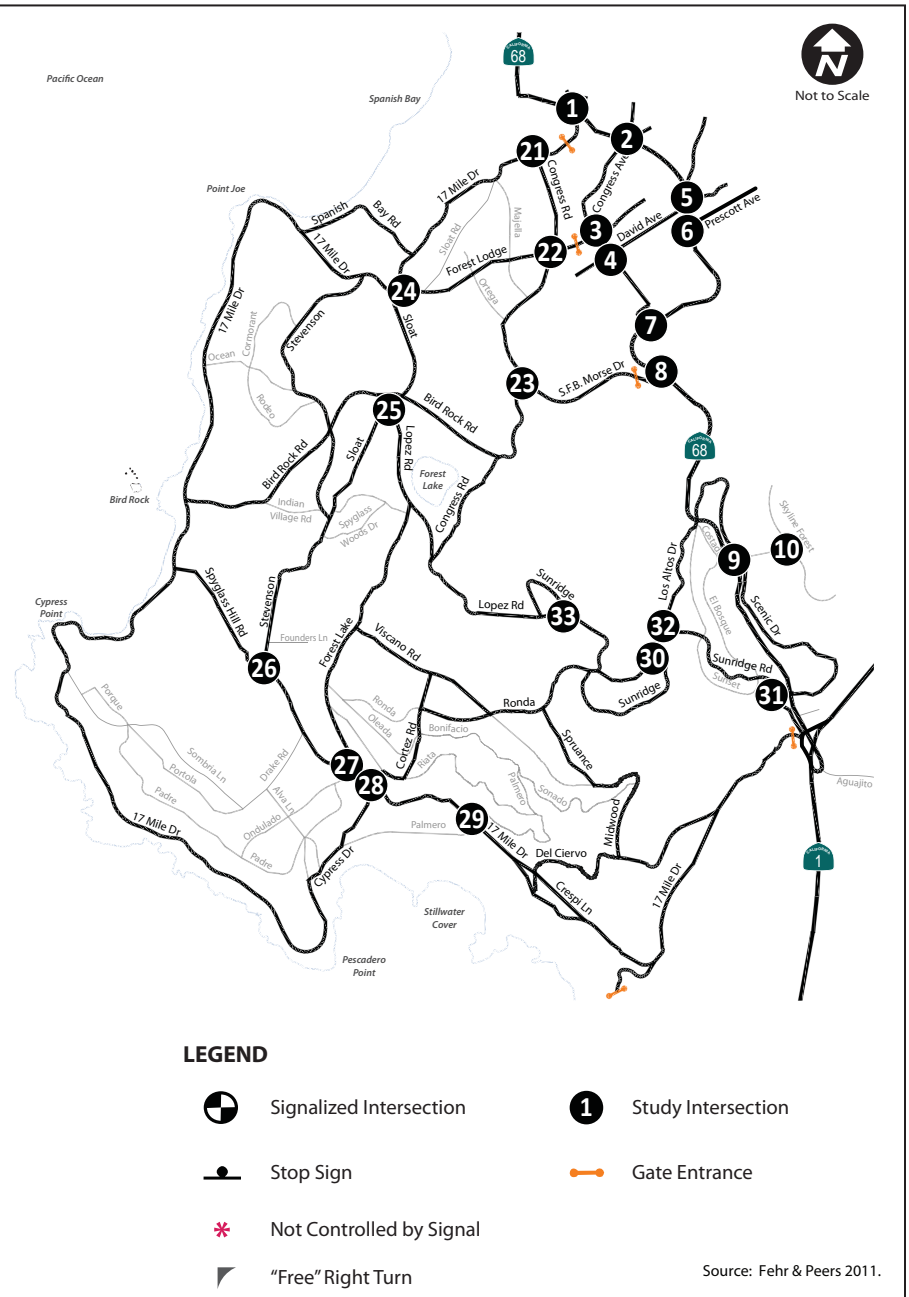 CALIFORNIA
68
N
Not to Scale
Pacific Ocean
Spanish Bay
1
2
21
17 Mile Dr
Congress Rd
Congress Ave
Point Joe
Spanish
Bay Rd
17 Mile Dr
Sloat Rd
Majella
5
3
David Ave
6
Prescott Ave
22
4
Forest Lodge
Ortega
24
17 Mile Dr
Stevenson
Sloat
Cormorant
Ocean
Rodeo
7
8
23
S.F.B. Morse Dr
25
Bird Rock Rd
CALIFORNIA
68
Bird Rock Rd
Sloat
Lopez Rd
Forest
Lake
Congress Rd
Bird Rock
Indian
Village Rd
Spyglass
Woods Dr
Skyline Forest
10
9
Costado
Los Altos Dr
El Bosque
Scenic Dr
Cypress
Point
Spyglass Hill Rd
Stevenson
Founders Ln
Forest Lake
Lopez Rd
Sunridge
33
32
30
Viscano Rd
26
Sunridge Rd
Sunset
31
Sunridge
Ronda
Porque
Sombria Ln
Portola
Padre
Drake Rd
Ronda
Oleada
Cortez Rd
Bonifacio
Riata
Spruance
27
28
Palmero
Sonado
Aguajito
Alva Ln
Ondulado
Padre
17 Mile Dr
Cypress Dr
Palmero
29
17 Mile Dr
Midwood
Del Ciervo
Crespi Ln
17 Mile Dr
CALIFORNIA
1
Stillwater
Cover
Pescadero
Point
LEGEND
Signalized Intersection
1
Study Intersection
Stop Sign
Gate Entrance
Not Controlled by Signal
"Free" Right Turn
Source: Fehr & Peers 2011.